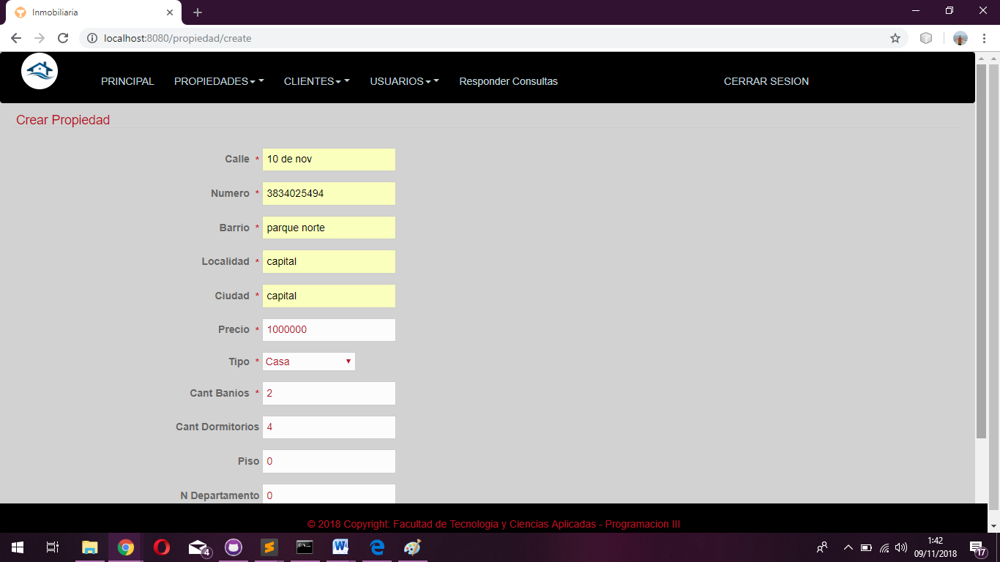 Inmobiliaria
localhost:8080/propiedad/create
PRINCIPAL PROPIEDADES CLIENTES USUARIOS Responder Consultas CERRAR SESION
Crear Propiedad
Calle * 10 de nov
Numero * 3834025494
Barrio * parque norte
Localidad * capital
Ciudad * capital
Precio * 1000000
Tipo * Casa
Cant Banios * 2
Cant Dormitorios 4
Piso 0
N Departamento 0
© 2018 Copyright: Facultad de Tecnologia y Ciencias Aplicadas - Programacion III
4
1:42
09/11/2018
17